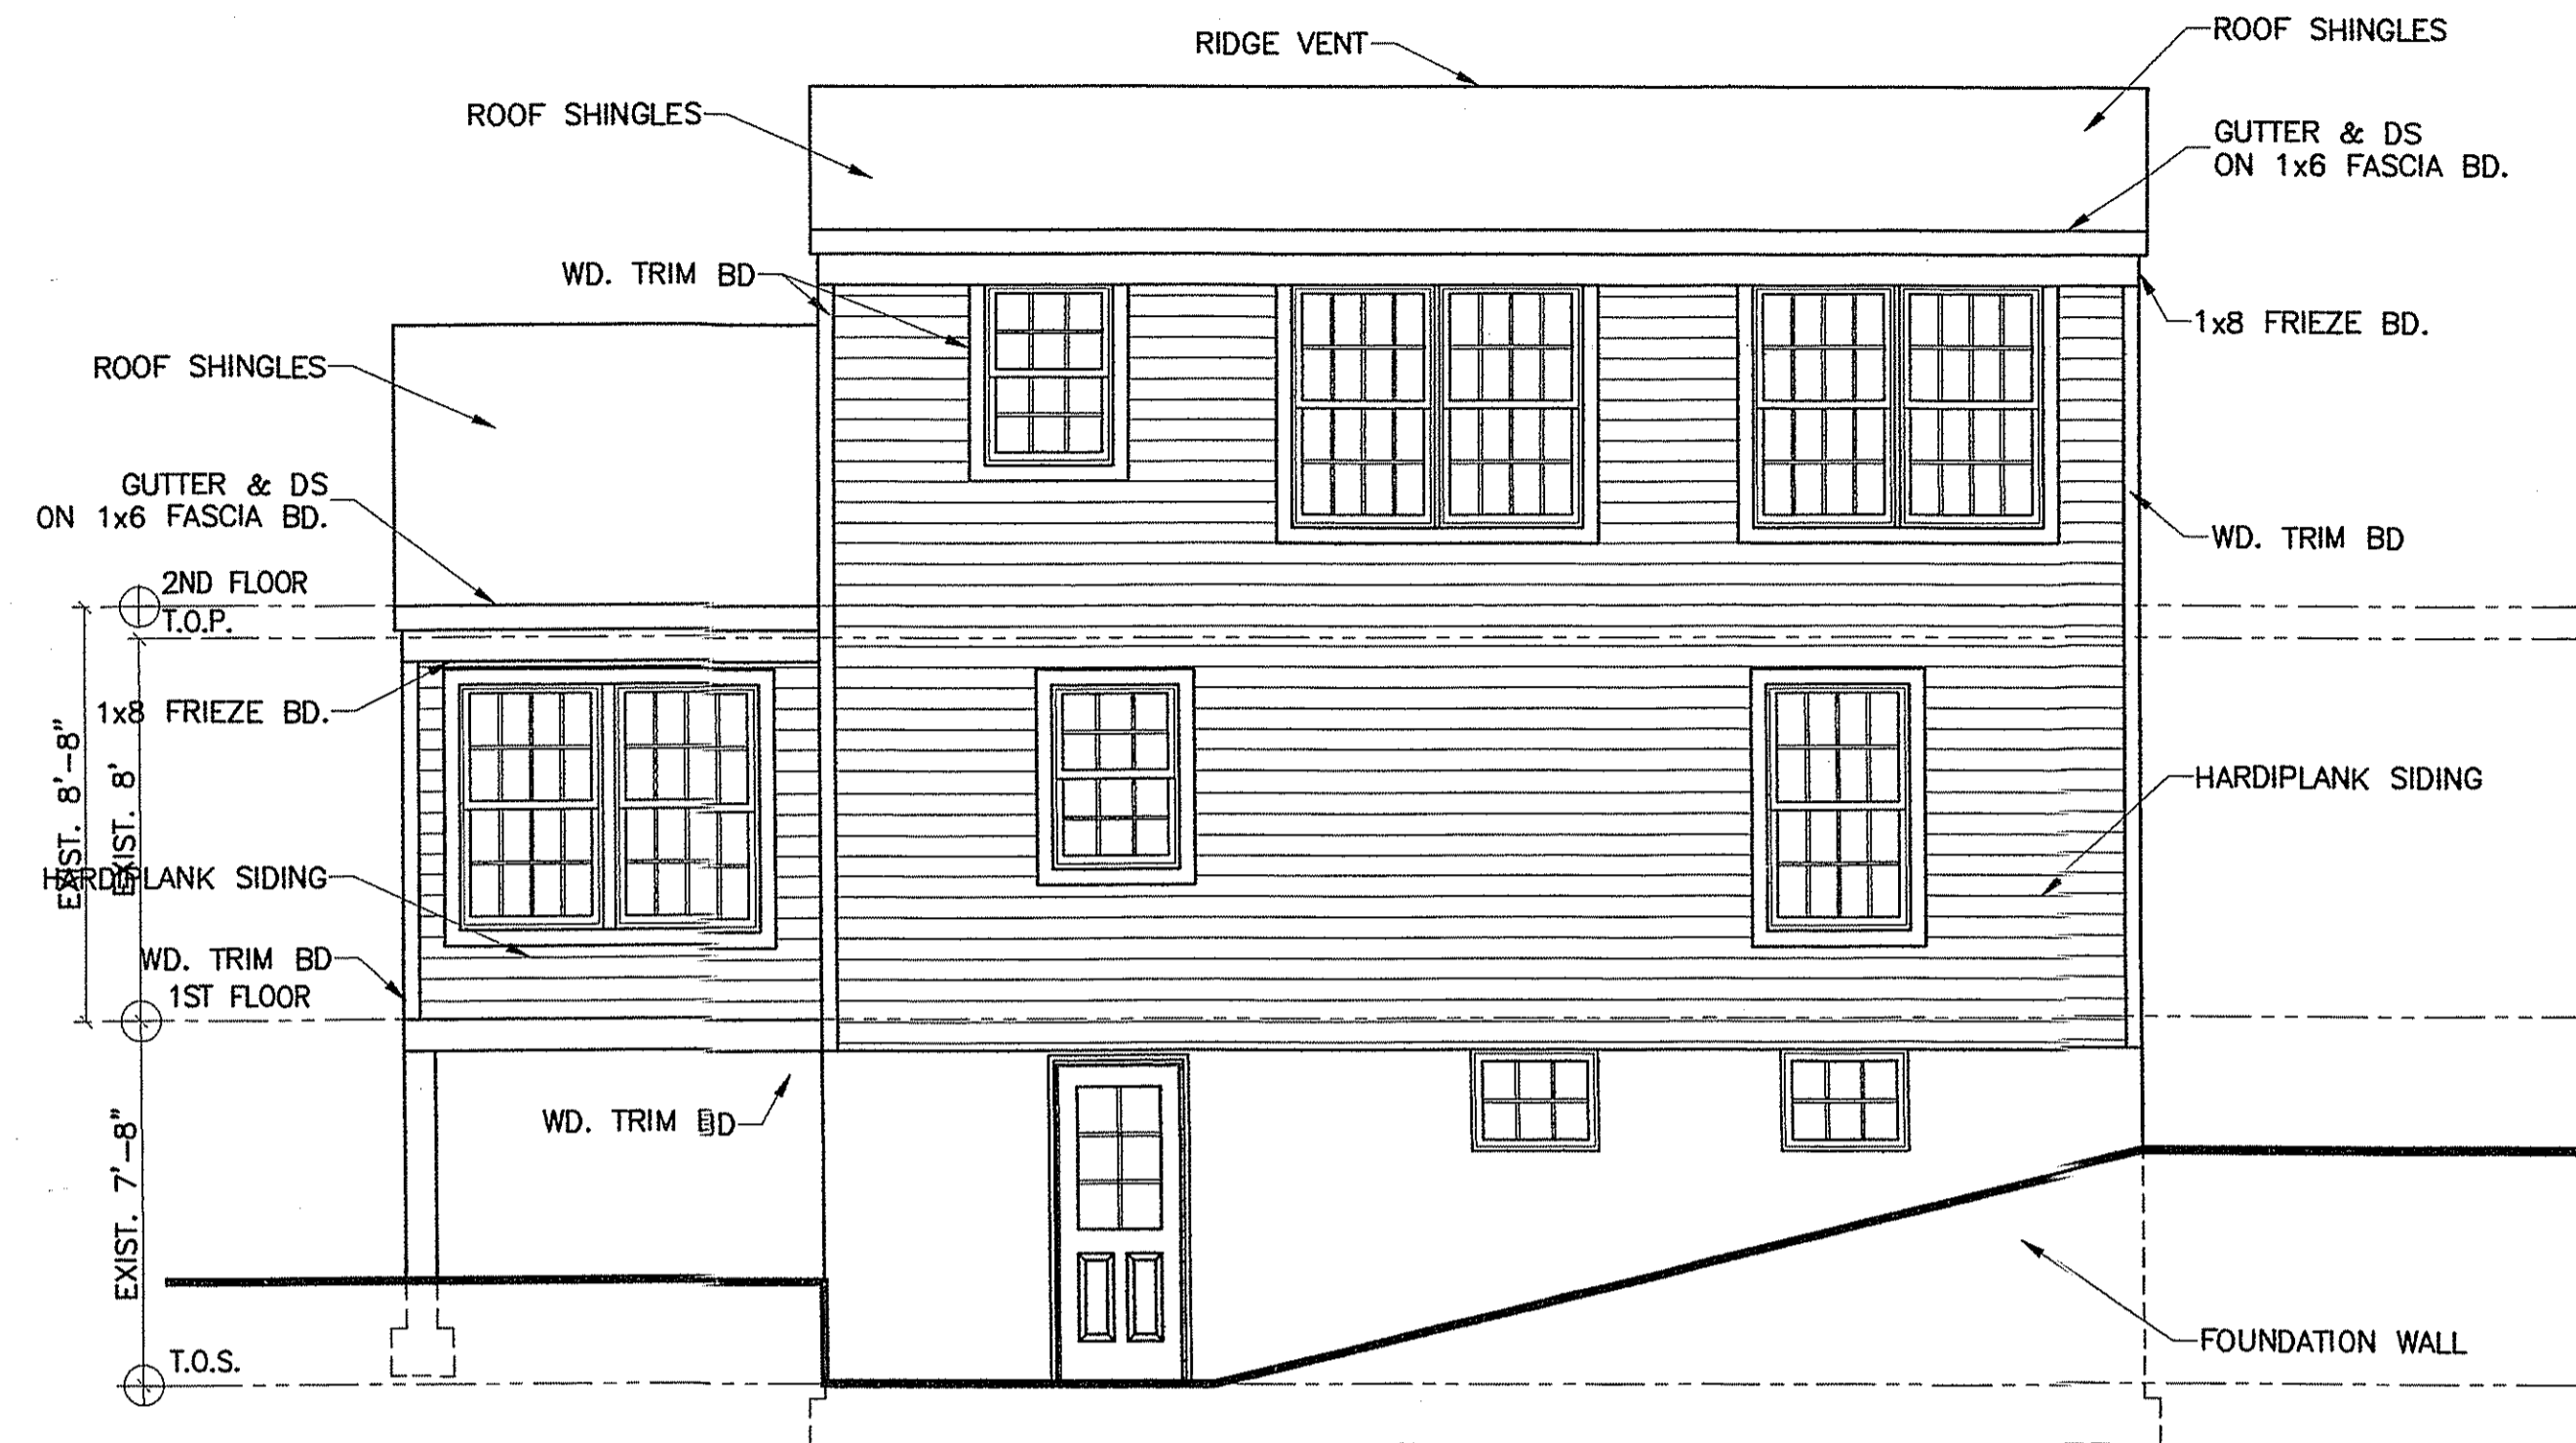 RIDGE VENT
ROOF SHINGLES
ROOF SHINGLES
GUTTER & DS
ON 1x6 FASCIA BD.
WD. TRIM BD
1x8 FRIEZE BD.
ROOF SHINGLES
GUTTER & DS
ON 1x6 FASCIA BD.
WD. TRIM BD
2ND FLOOR
T.O.P.
1x8 FRIEZE BD.
EXIST. 8'-8"
EXIST. 8'
HARDIPLANK SIDING
HARDIPLANK SIDING
WD. TRIM BD
1ST FLOOR
WD. TRIM BD
EXIST. 7'-8"
FOUNDATION WALL
T.O.S.